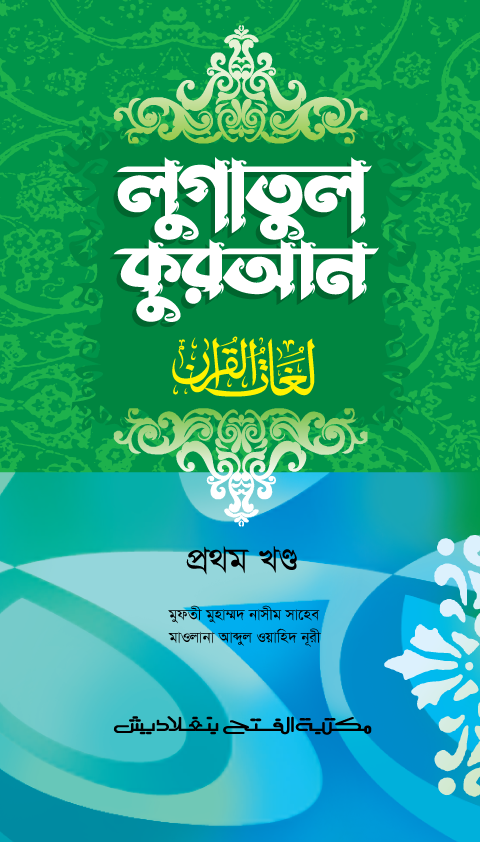 লুগাতুল
কুরআন
لغات القرآن
প্রথম খণ্ড
মুফতী মুহাম্মদ নাসীম সাহেব
মাওলানা আব্দুল ওয়াহিদ নূরী
مكتبة الفتح بنغلاديش